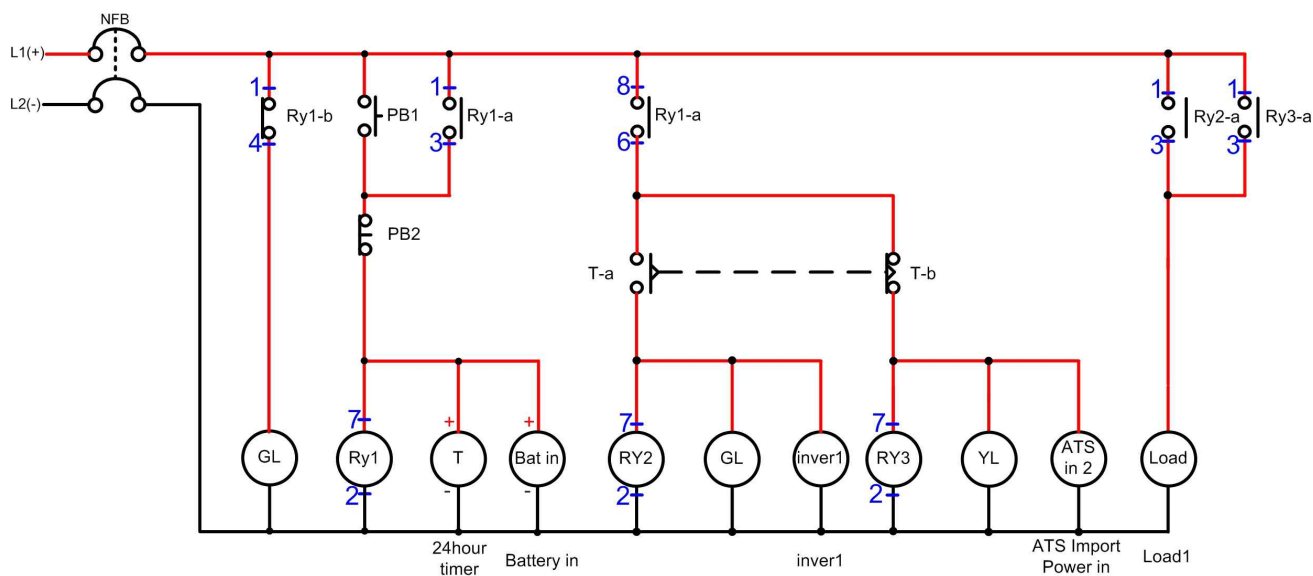 NFB
L1(+)
L2(-)
1
Ry1-b
4
PB1
1
Ry1-a
3
8
Ry1-a
6
1
Ry2-a
3
1
Ry3-a
3
PB2
T-a
T-b
7
+
+
7
7
GL
Ry1
T
Bat in
RY2
GL
inver1
RY3
YL
ATS
in 2
Load
2
-
-
2
2
24hour
timer
Battery in
inver1
ATS Import
Power in
Load1